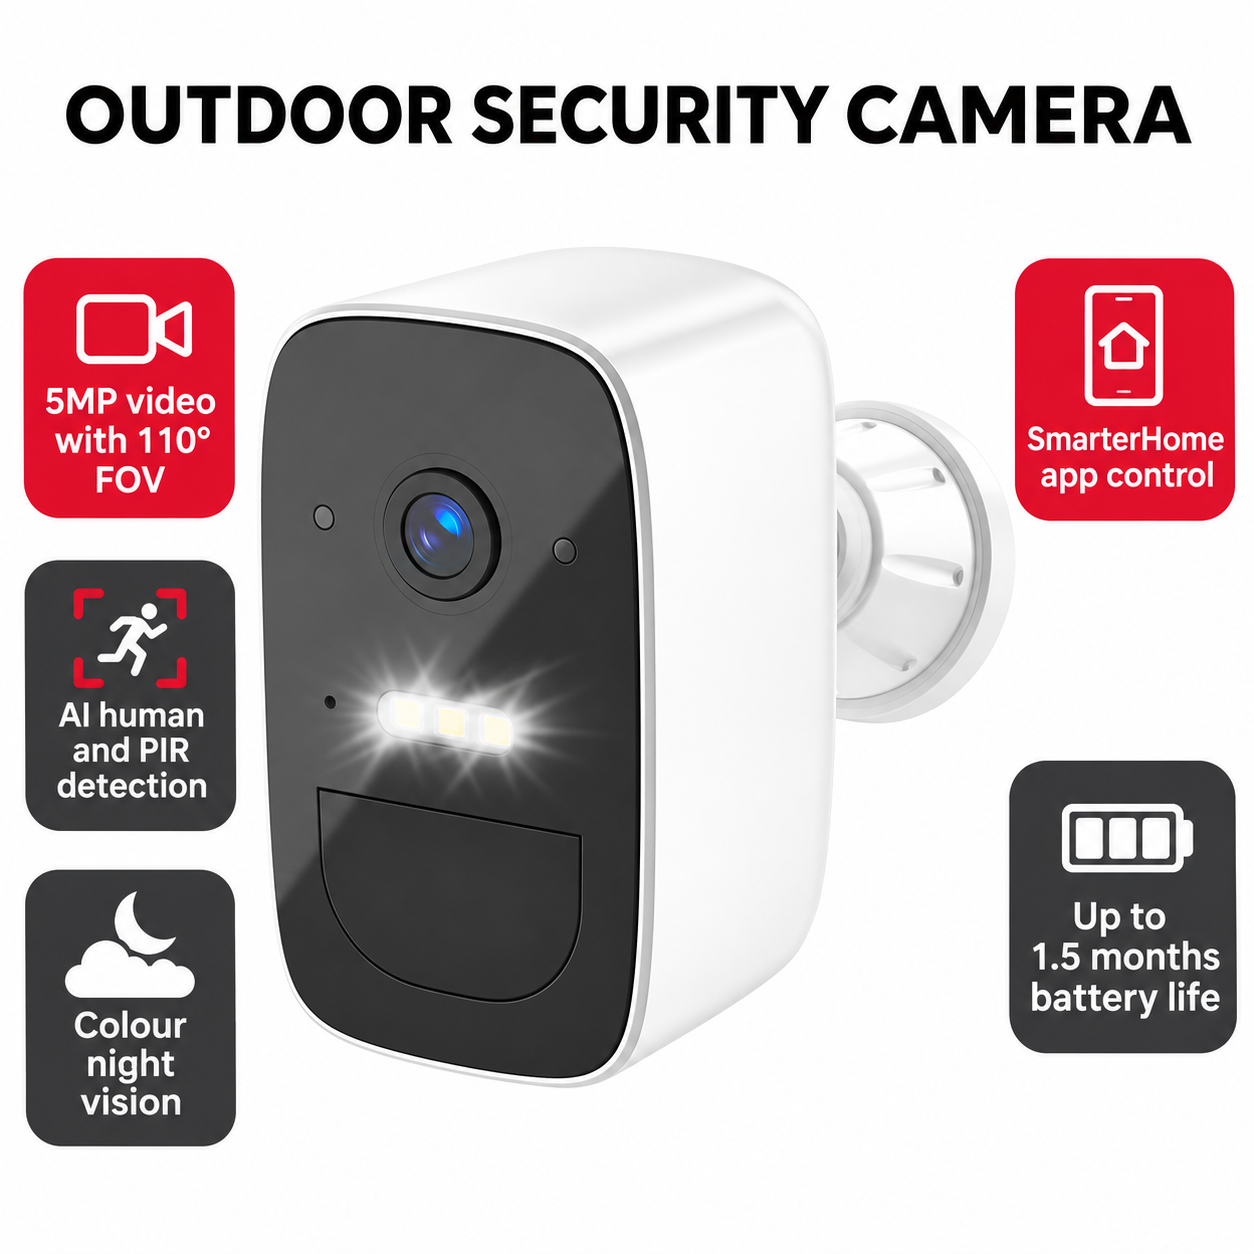 OUTDOOR SECURITY CAMERA
5MP video
with 110°
FOV
SmarterHome
app control
AI human
and PIR
detection
Up to
1.5 months
battery life
Colour
night
vision